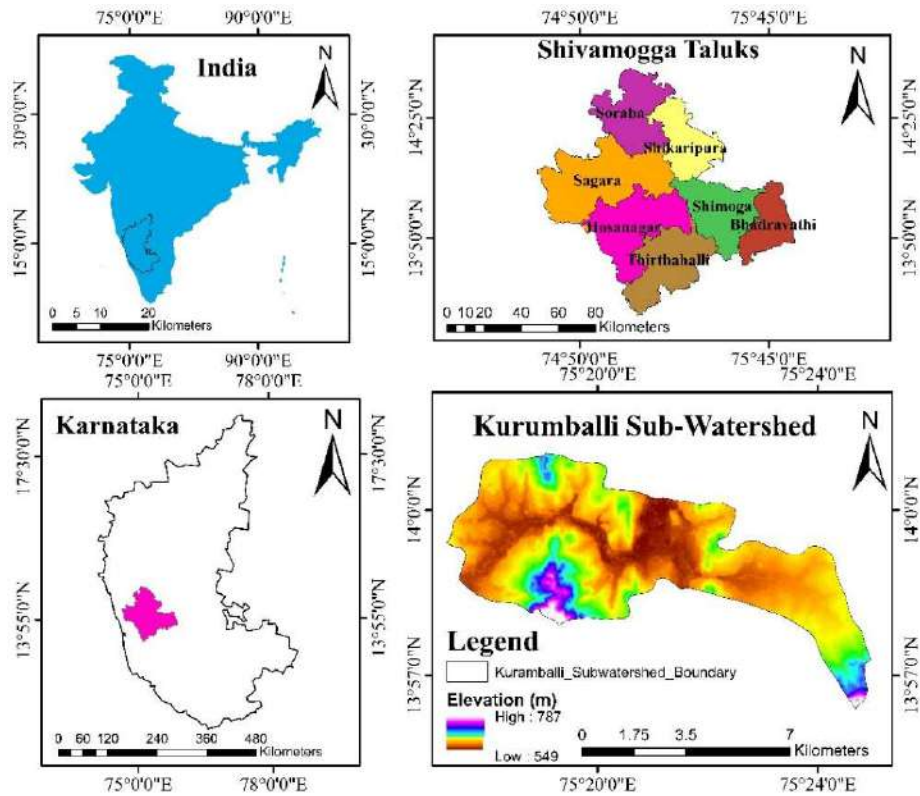 75°0'0"E 90°0'0"E
India
N
30°0'0"N
15°0'0"N
30°0'0"N
15°0'0"N
0 5 10 20
Kilometers
75°0'0"E 90°0'0"E
74°50'0"E 75°45'0"E
Shivamogga Taluks
N
14°25'0"N
13°50'0"N
Soraba
Shikaripura
Sagara
Shimoga
Hosanagar
Bhadravathi
Thirthahalli
14°25'0"N
13°50'0"N
0 10 20 40 60 80
Kilometers
74°50'0"E 75°45'0"E
75°0'0"E 78°0'0"E
Karnataka
N
17°30'0"N
13°55'0"N
17°30'0"N
13°55'0"N
0 60 120 240 360 480
Kilometers
75°0'0"E 78°0'0"E
75°20'0"E 75°24'0"E
Kurumballi Sub-Watershed
N
14°0'0"N
13°57'0"N
14°0'0"N
13°57'0"N
Legend
Kuramballi_Subwatershed_Boundary
Elevation (m)
High : 787
Low : 549
0 1.75 3.5 7
Kilometers
75°20'0"E 75°24'0"E